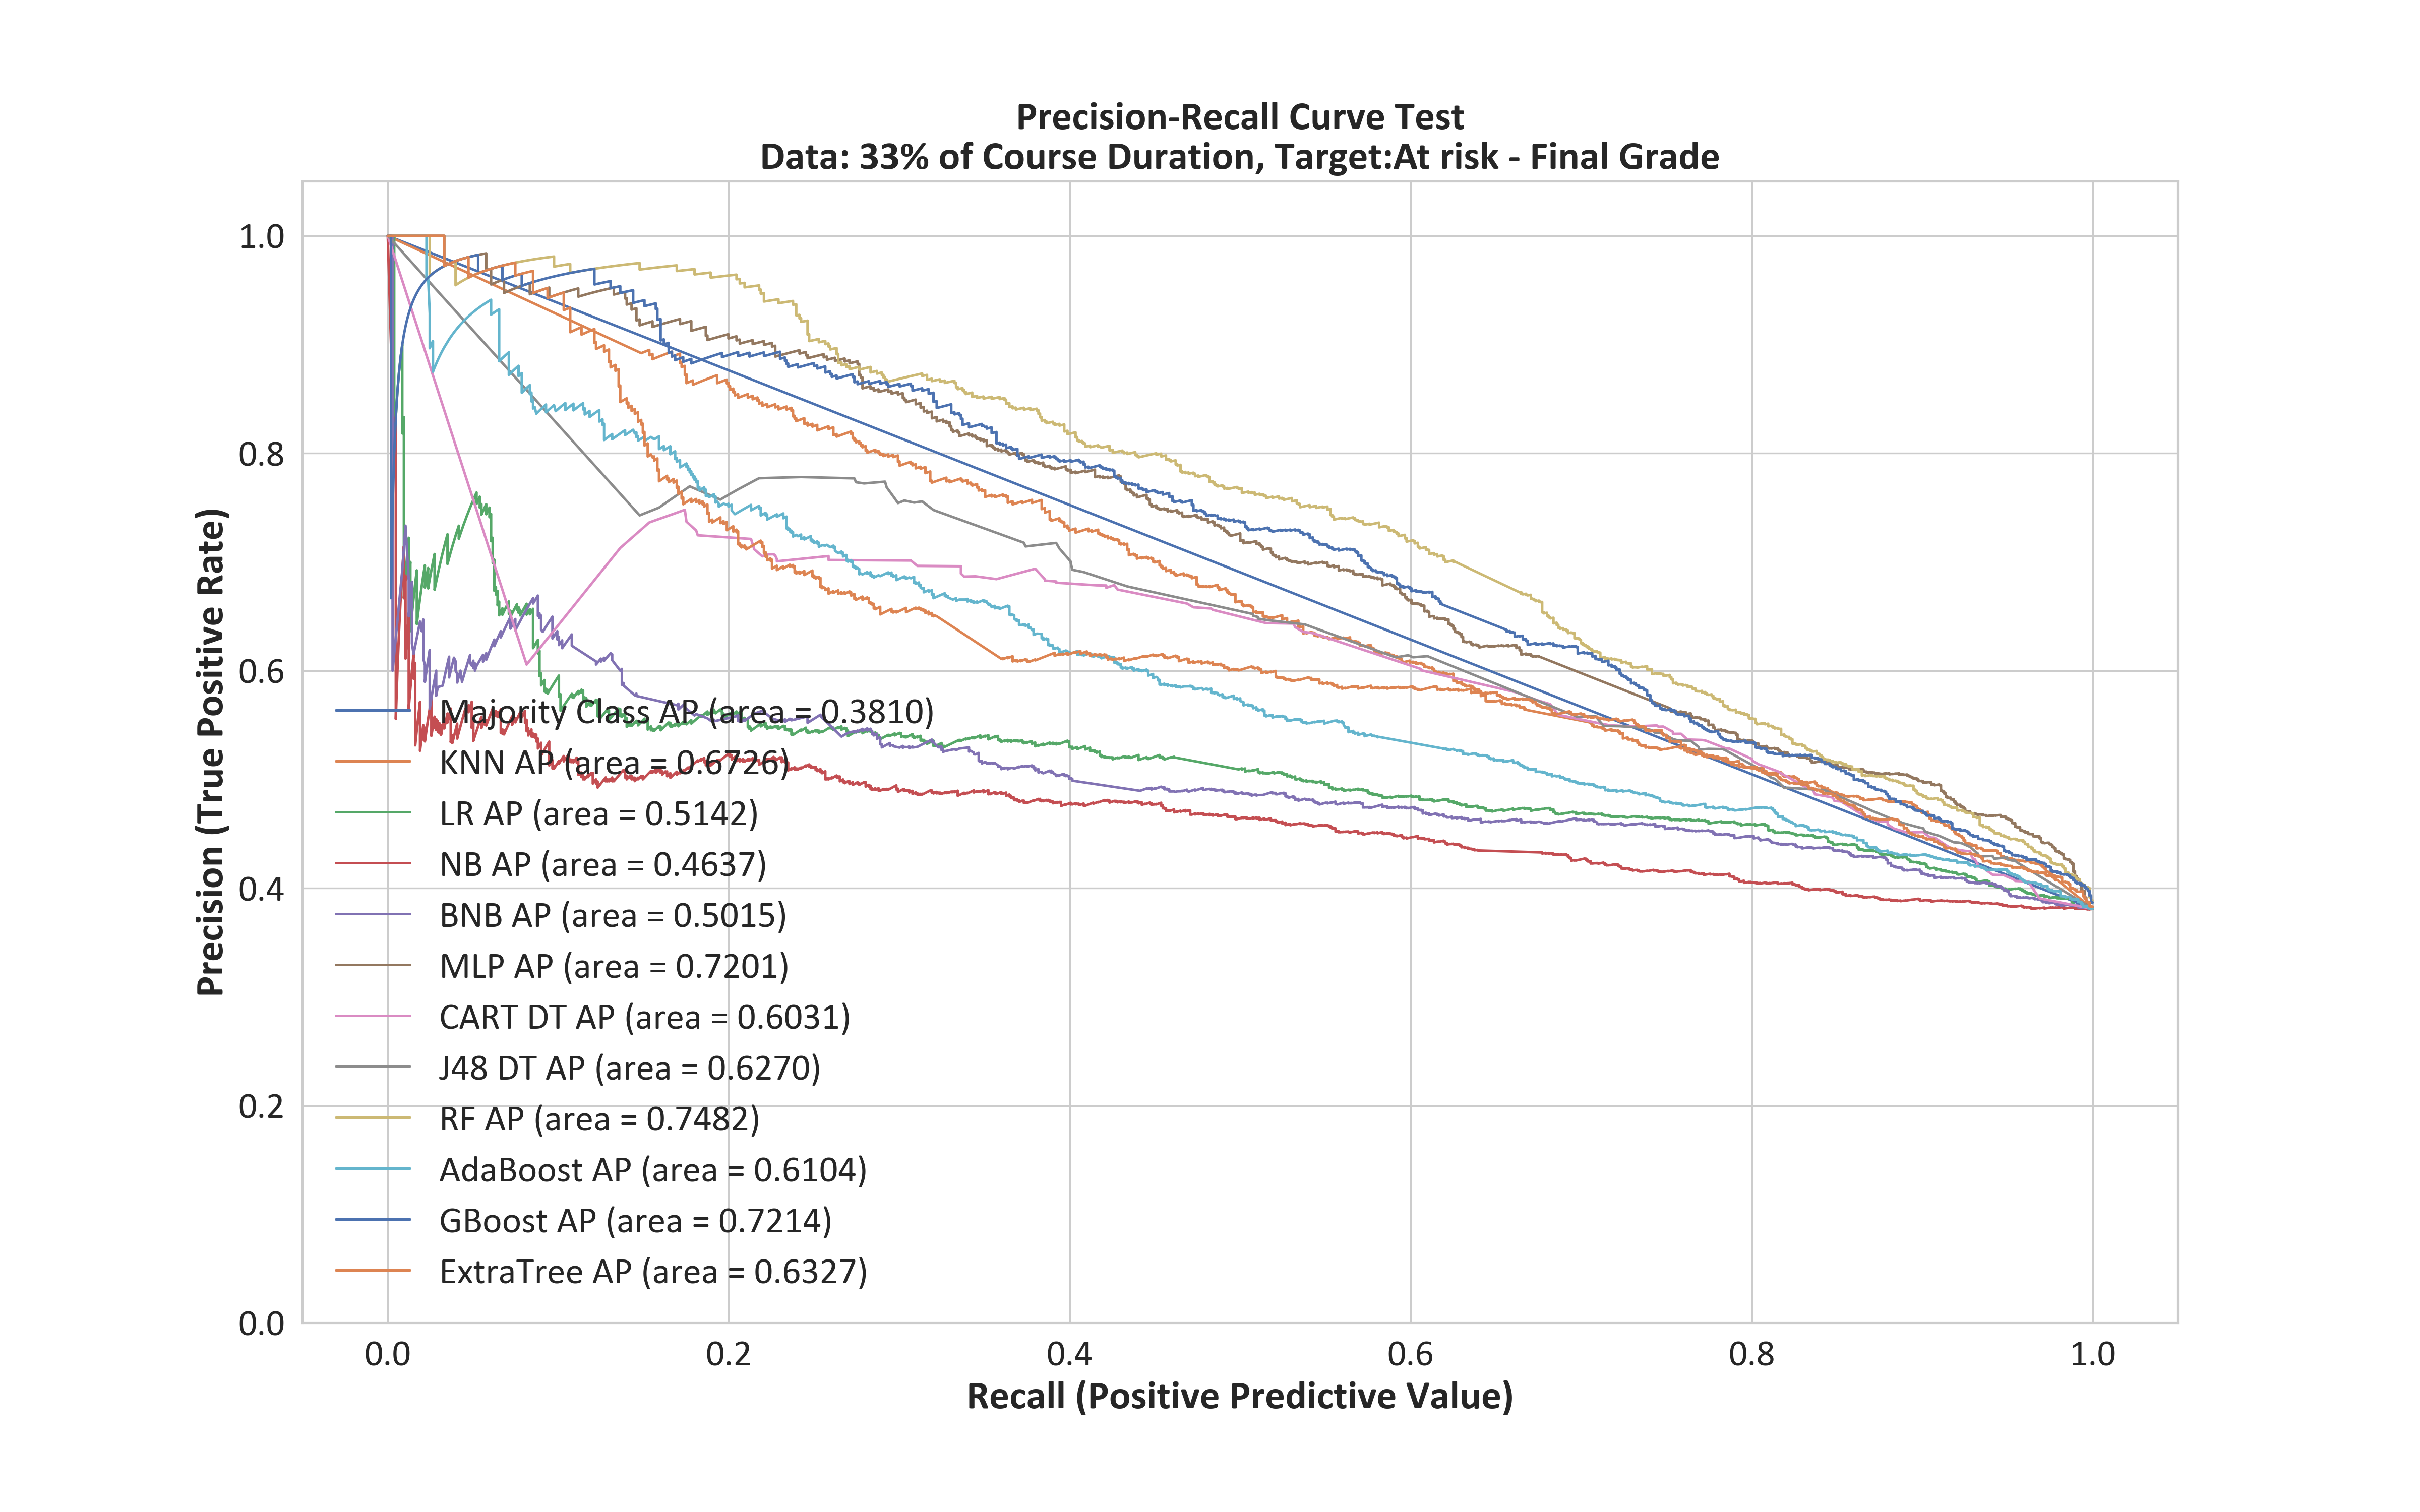 Precision-Recall Curve Test
Data: 33% of Course Duration, Target:At risk - Final Grade
Precision (True Positive Rate)
1.0
0.8
0.6
0.4
0.2
0.0
Majority Class AP (area = 0.3810)
KNN AP (area = 0.6726)
LR AP (area = 0.5142)
NB AP (area = 0.4637)
BNB AP (area = 0.5015)
MLP AP (area = 0.7201)
CART DT AP (area = 0.6031)
J48 DT AP (area = 0.6270)
RF AP (area = 0.7482)
AdaBoost AP (area = 0.6104)
GBoost AP (area = 0.7214)
ExtraTree AP (area = 0.6327)
0.0 0.2 0.4 0.6 0.8 1.0
Recall (Positive Predictive Value)